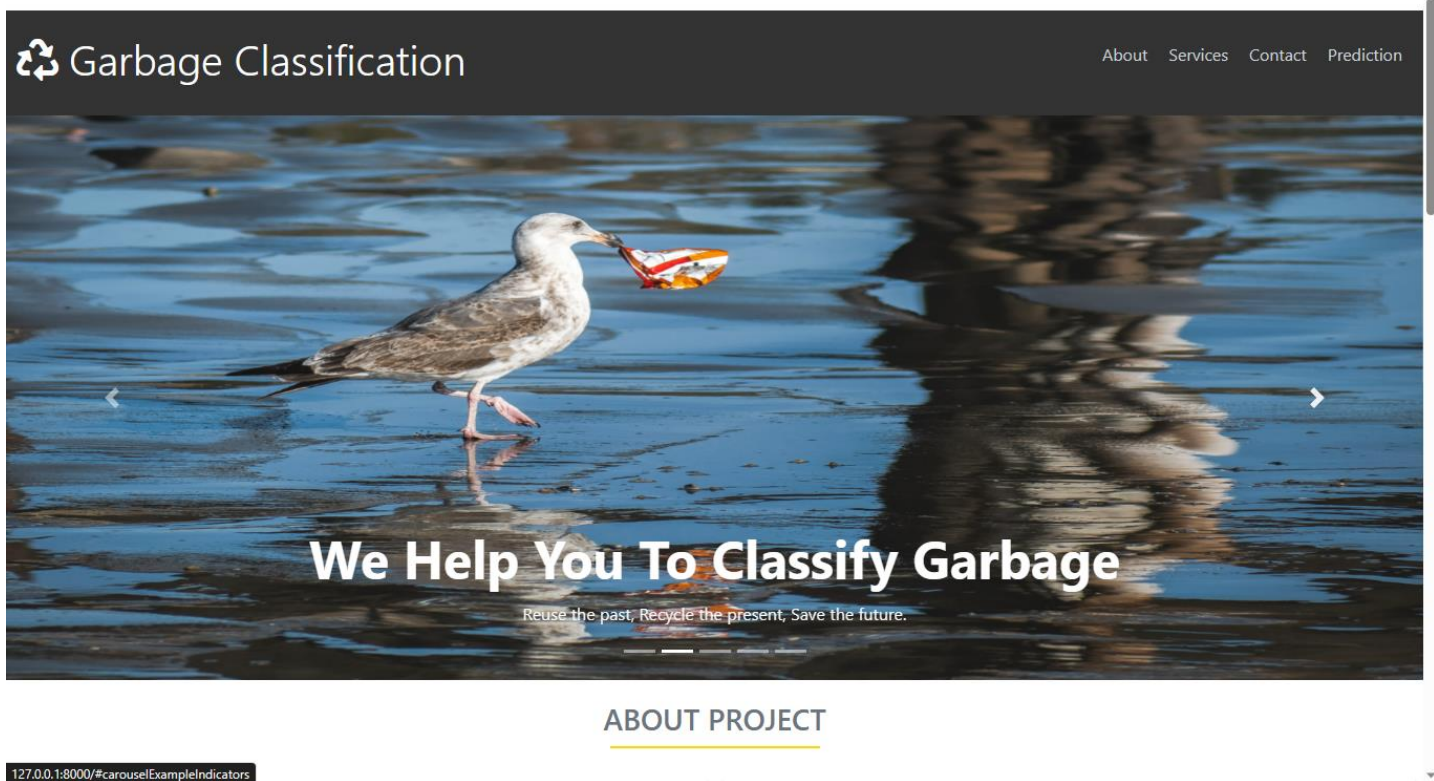 Garbage Classification
About Services Contact Prediction
We Help You To Classify Garbage
Reuse the past, Recycle the present, Save the future.
ABOUT PROJECT
127.0.0.1:8000/#carouselExampleIndicators